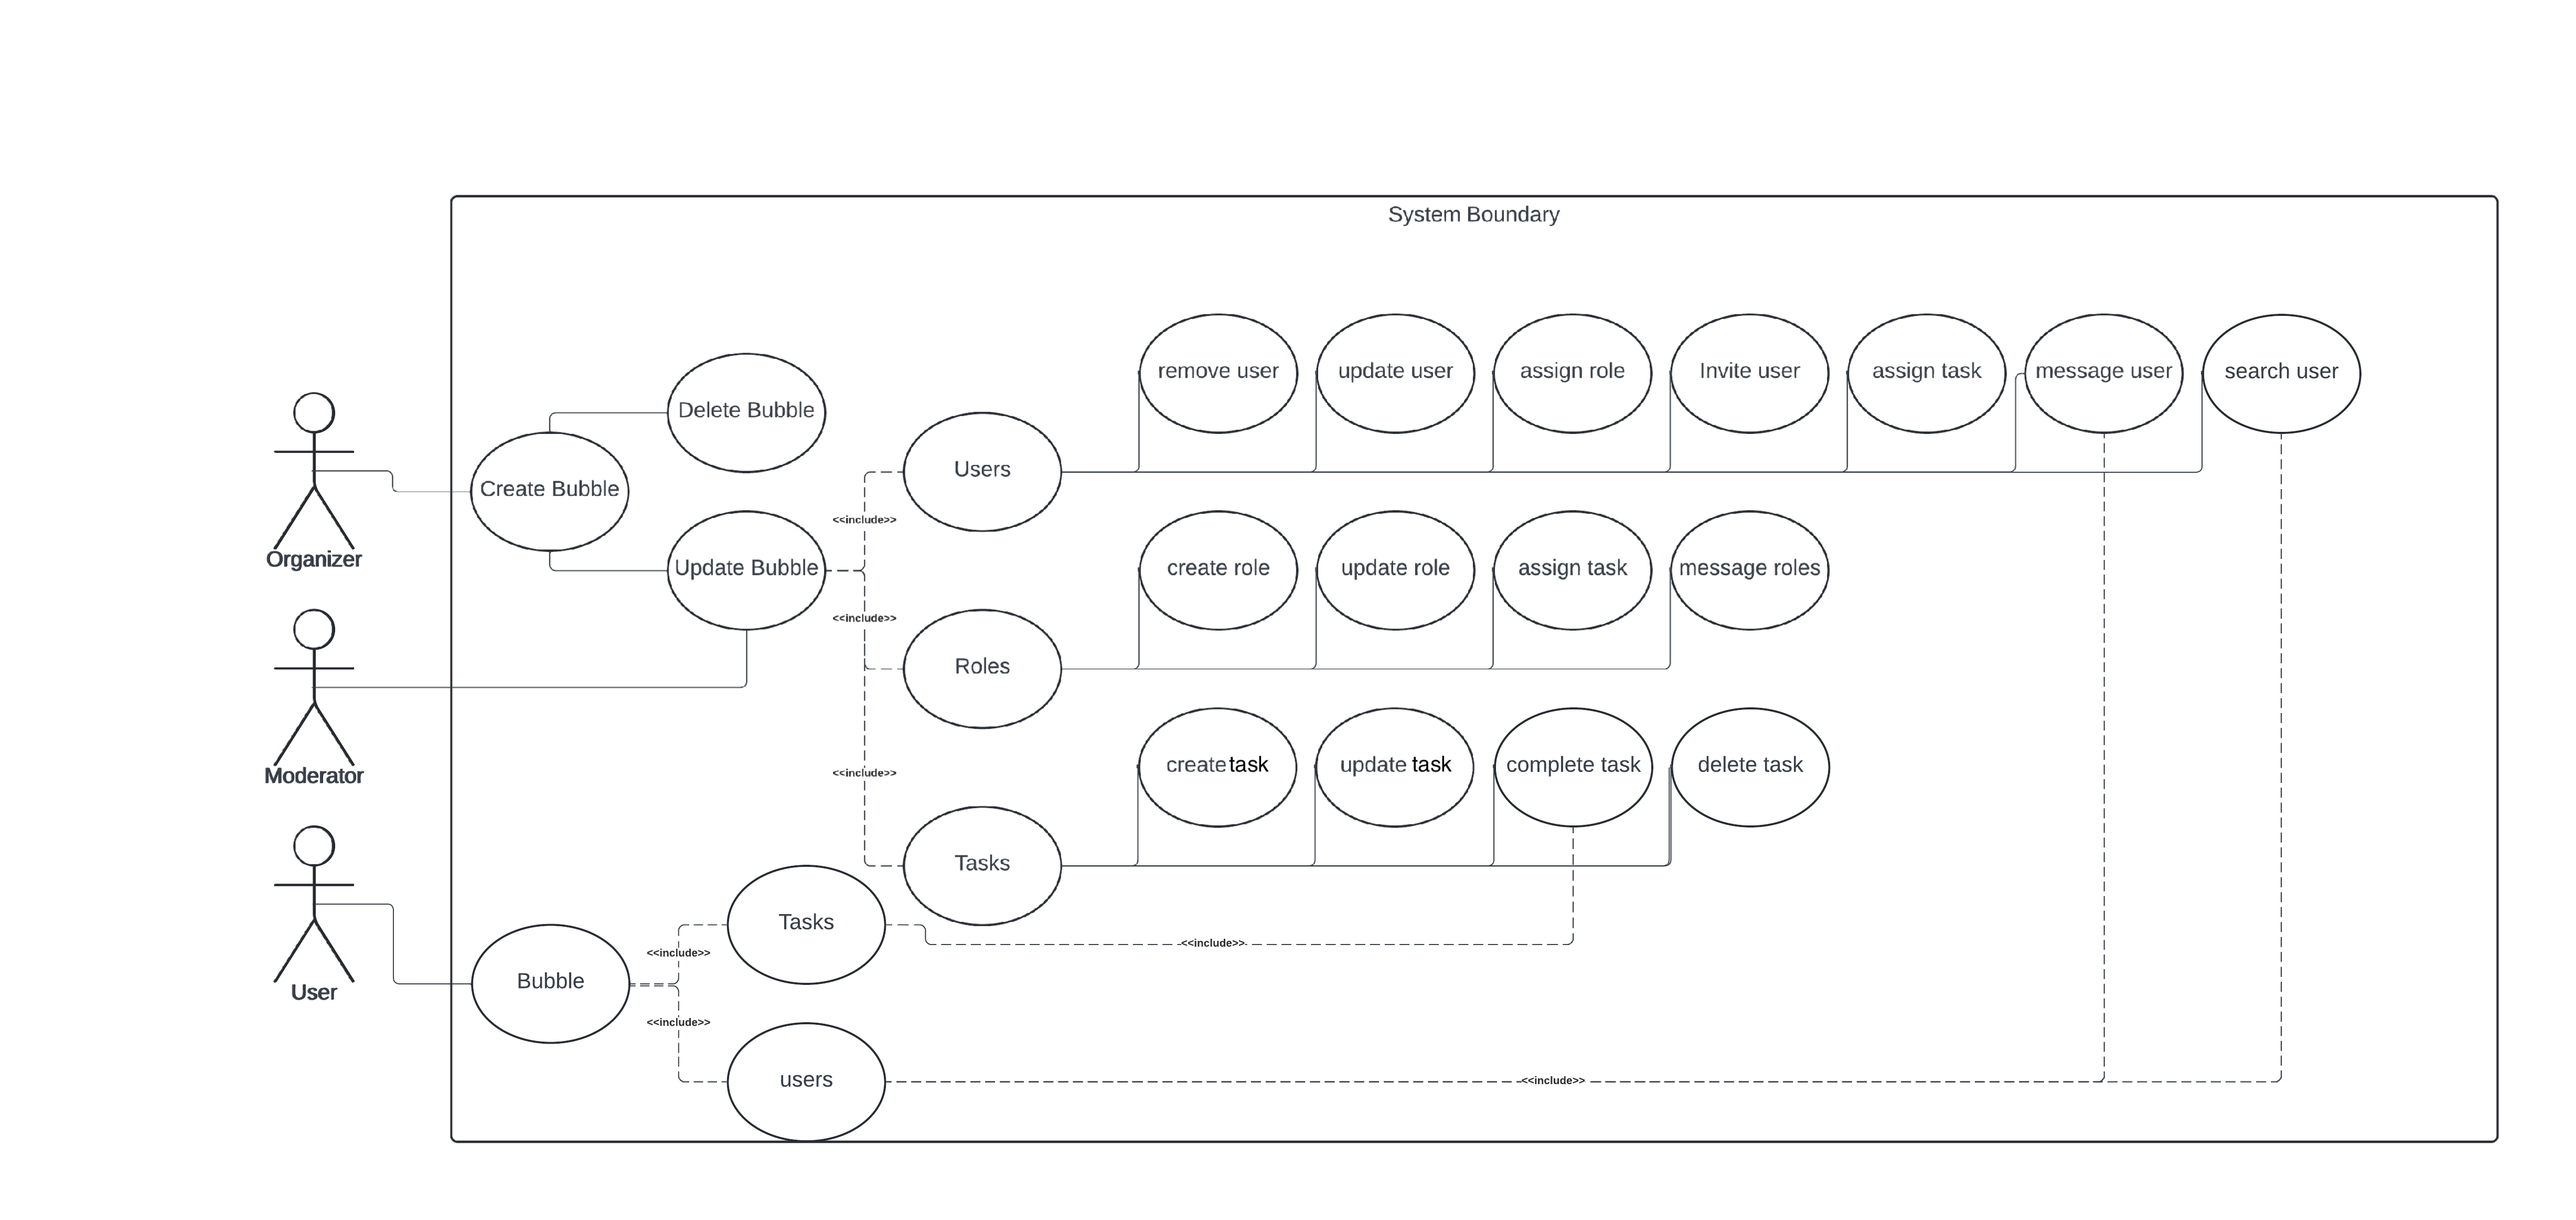 System Boundary
remove user
update user
assign role
Invite user
assign task
message user
search user
Delete Bubble
Users
Create Bubble
<<include>>
Organizer
Update Bubble
create role
update role
assign task
message roles
<<include>>
Roles
Moderator
<<include>>
create task
update task
complete task
delete task
Tasks
Tasks
<<include>>
<<include>>
Bubble
User
<<include>>
users
<<include>>